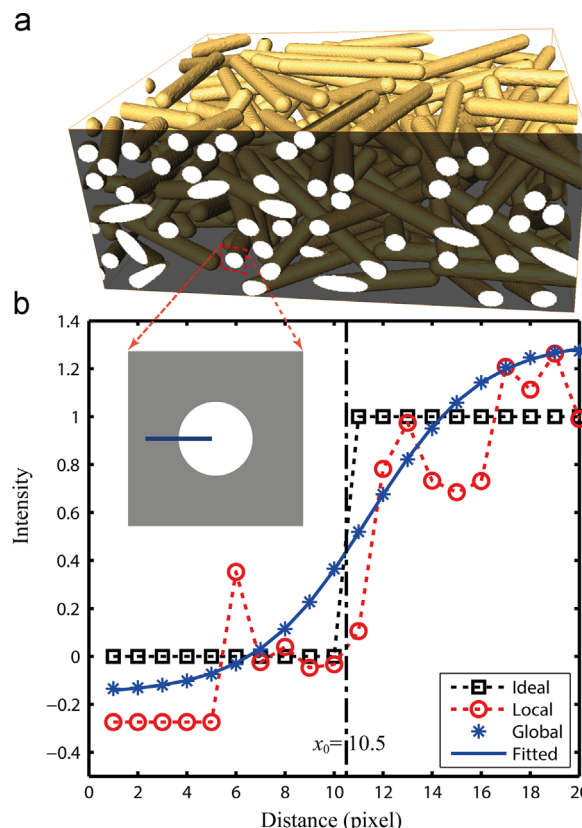 a
b
1.4
1.2
1
0.8
0.6
0.4
0.2
0
−0.2
−0.4
Intensity
x₀= 10.5
Ideal
Local
Global
Fitted
0 2 4 6 8 10 12 14 16 18 20
Distance (pixel)